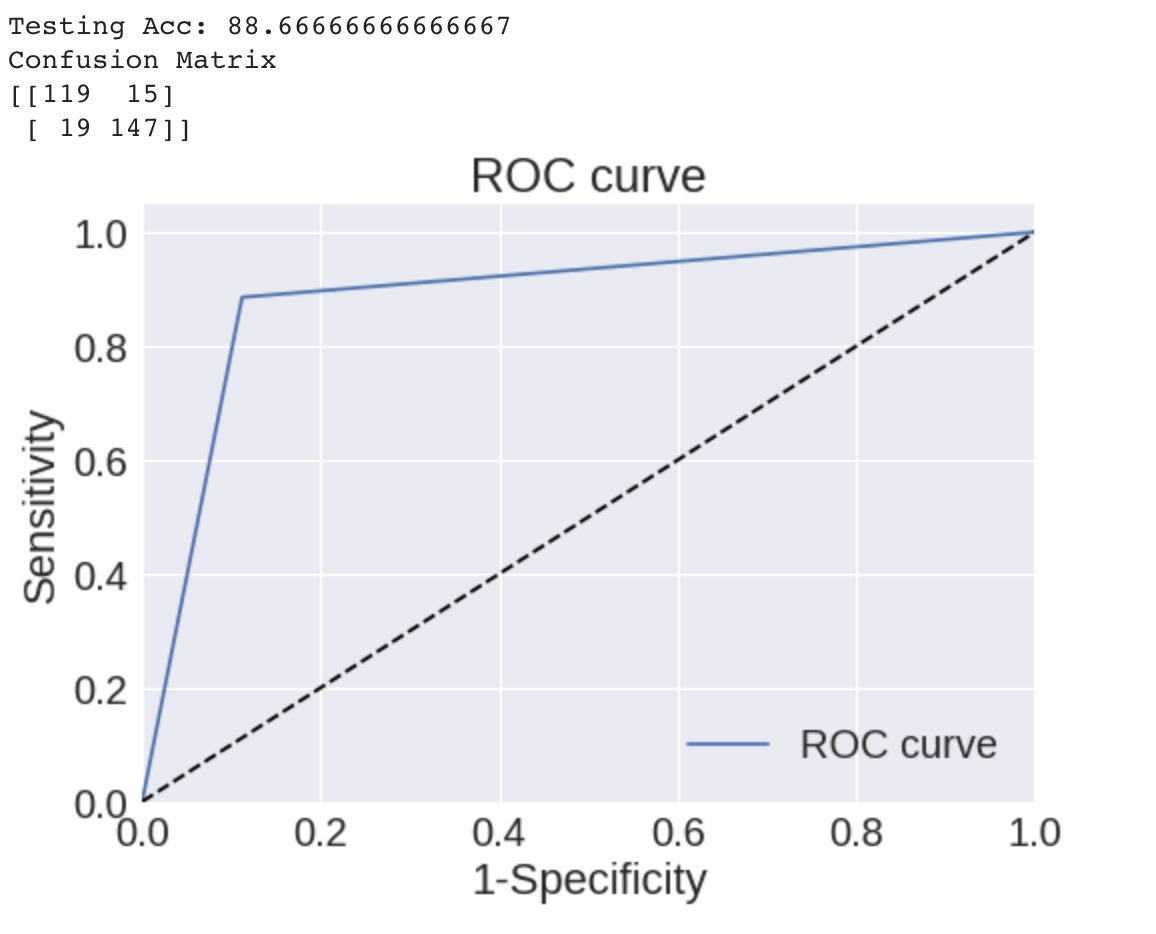 Testing Acc: 88.66666666666667
Confusion Matrix
[[119  15]
 [ 19 147]]
ROC curve
1.0
0.8
0.6
0.4
0.2
0.0
Sensitivity
ROC curve
0.0 0.2 0.4 0.6 0.8 1.0
1-Specificity